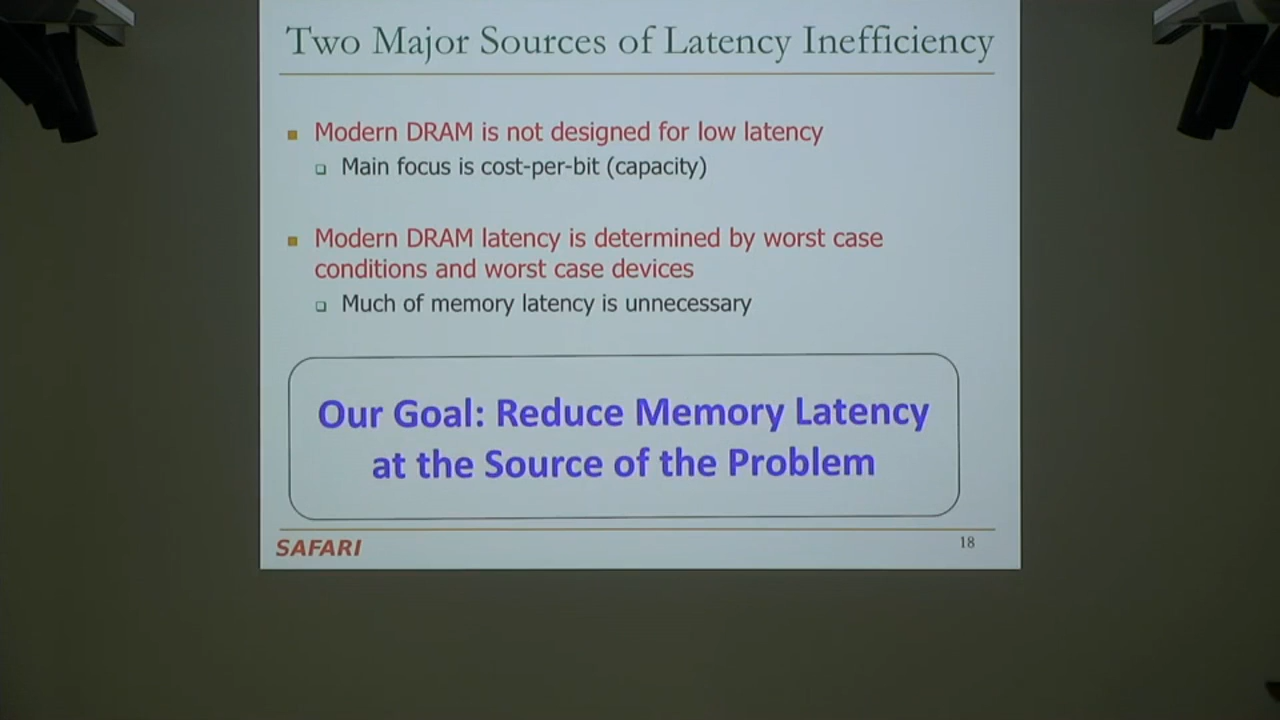 Two Major Sources of Latency Inefficiency
Modern DRAM is not designed for low latency
Main focus is cost-per-bit (capacity)
Modern DRAM latency is determined by worst case
conditions and worst case devices
Much of memory latency is unnecessary
Our Goal: Reduce Memory Latency
at the Source of the Problem
SAFARI
18